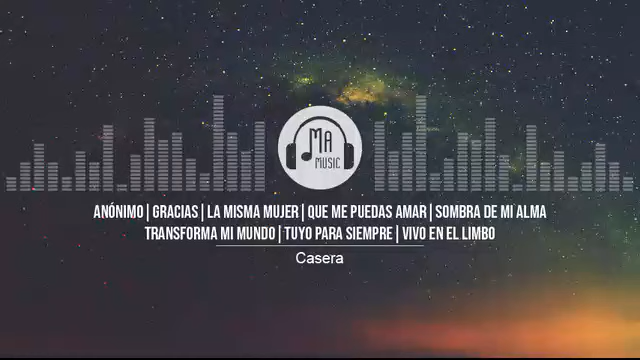 MA
MUSIC
ANÓNIMO | GRACIAS | LA MISMA MUJER | QUE ME PUEDAS AMAR | SOMBRA DE MI ALMA
TRANSFORMA MI MUNDO | TUYO PARA SIEMPRE | VIVO EN EL LIMBO
Casera